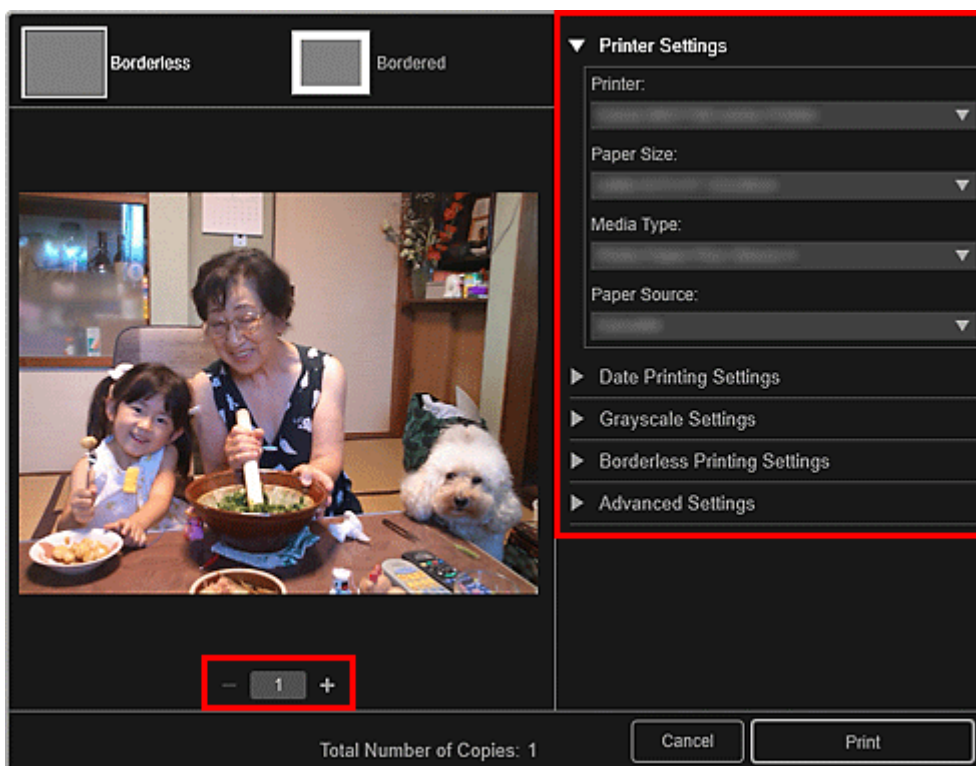 Borderless
Bordered
Printer Settings
Printer:
Paper Size:
Media Type:
Paper Source:
Date Printing Settings
Grayscale Settings
Borderless Printing Settings
Advanced Settings
1
Total Number of Copies: 1
Cancel
Print